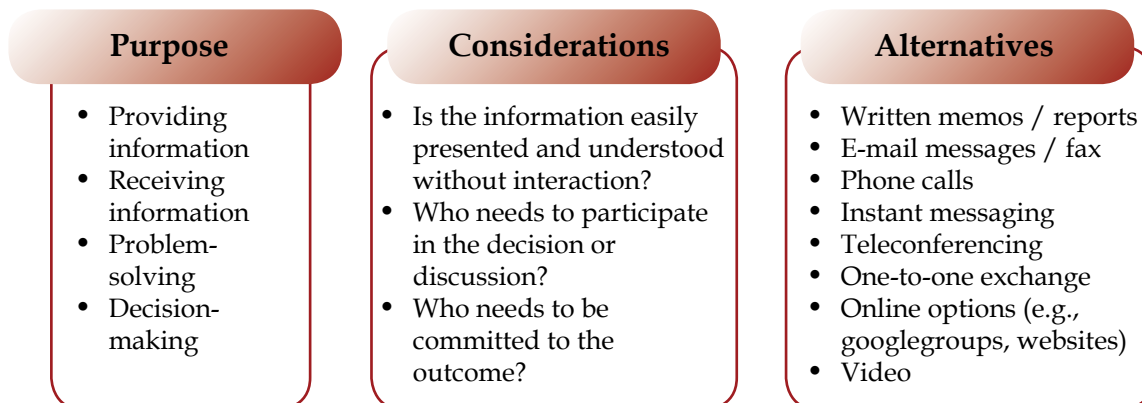 Purpose
• Providing
information
• Receiving
information
• Problem-
solving
• Decision-
making
Considerations
• Is the information easily
presented and understood
without interaction?
• Who needs to participate
in the decision or
discussion?
• Who needs to be
committed to the
outcome?
Alternatives
• Written memos / reports
• E-mail messages / fax
• Phone calls
• Instant messaging
• Teleconferencing
• One-to-one exchange
• Online options (e.g.,
googlegroups, websites)
• Video